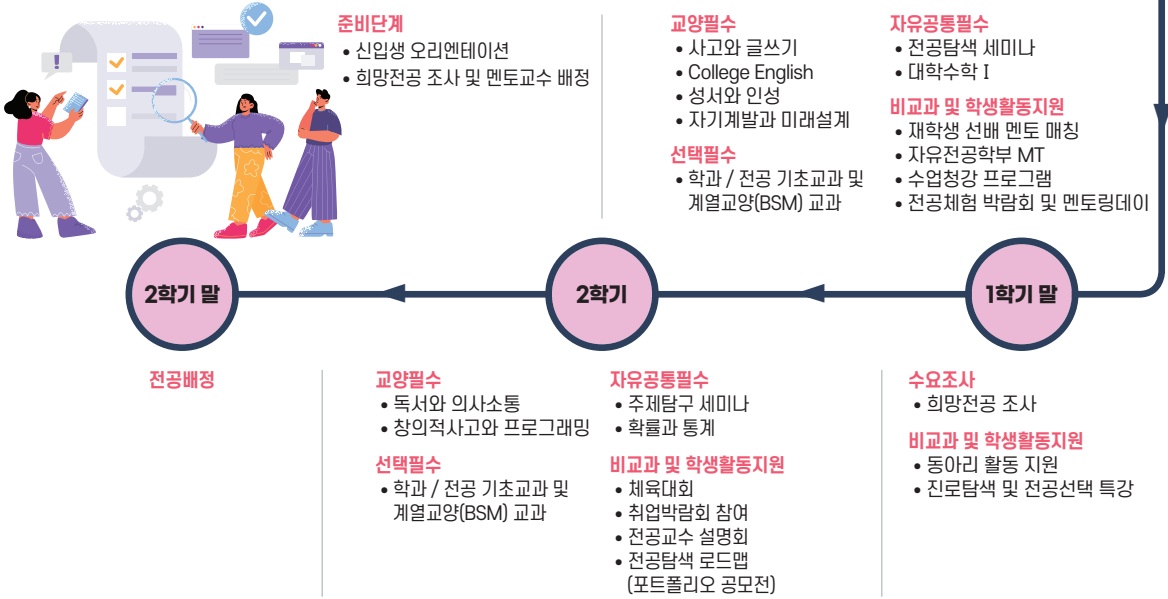 준비단계
• 신입생 오리엔테이션
• 희망전공 조사 및 멘토교수 배정
교양필수
• 사고와 글쓰기
• College English
• 성서와 인성
• 자기계발과 미래설계
선택필수
• 학과 / 전공 기초교과 및
계열교양(BSM) 교과
자유공통필수
• 전공탐색 세미나
• 대학수학 I
비교과 및 학생활동지원
• 재학생 선배 멘토 매칭
• 자유전공학부 MT
• 수업청강 프로그램
• 전공체험 박람회 및 멘토링데이
1학기 말
수요조사
• 희망전공 조사
비교과 및 학생활동지원
• 동아리 활동 지원
• 진로탐색 및 전공선택 특강
2학기
교양필수
• 독서와 의사소통
• 창의적사고와 프로그래밍
선택필수
• 학과 / 전공 기초교과 및
계열교양(BSM) 교과
자유공통필수
• 주제탐구 세미나
• 확률과 통계
비교과 및 학생활동지원
• 체육대회
• 취업박람회 참여
• 전공교수 설명회
• 전공탐색 로드맵
(포트폴리오 공모전)
2학기 말
전공배정